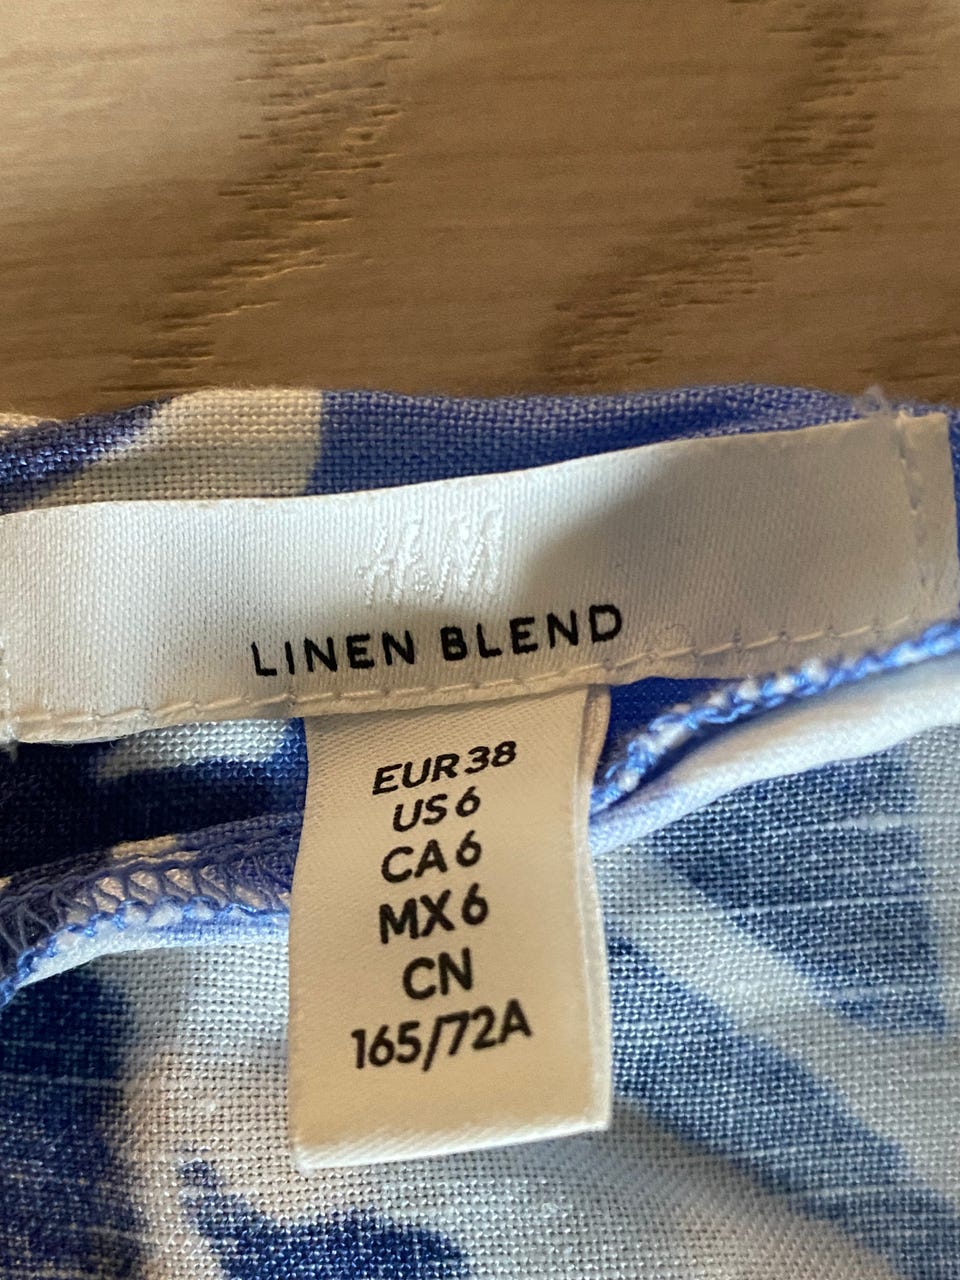 H&M
LINEN BLEND
EUR 38
US 6
CA 6
MX 6
CN
165/72A